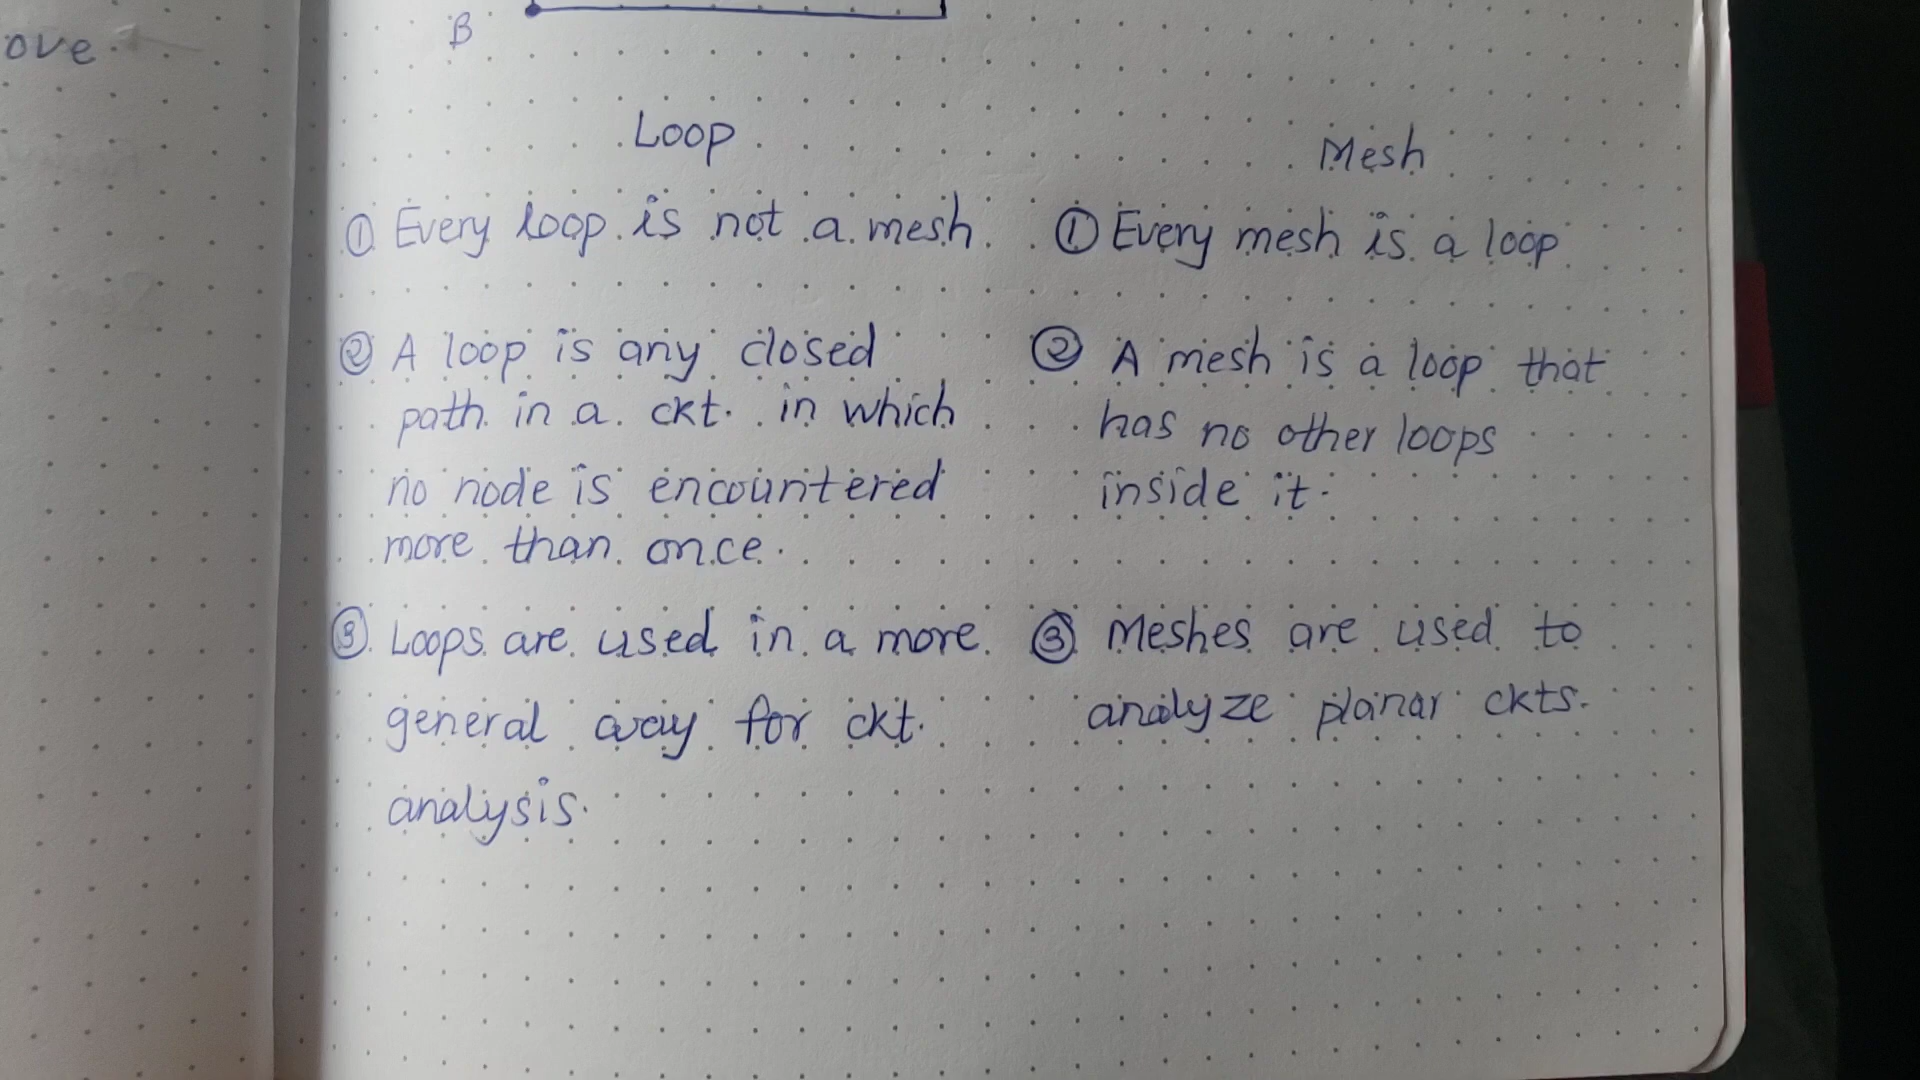 ove
B
Loop
Mesh
① Every loop is not a mesh.
① Every mesh is a loop
② A loop is any closed
path in a ckt. in which
no node is encountered
more than once.
② A mesh is a loop that
has no other loops
inside it.
③ Loops are used in a more
general way for ckt.
analysis.
③ Meshes are used to
analyze planar ckts.